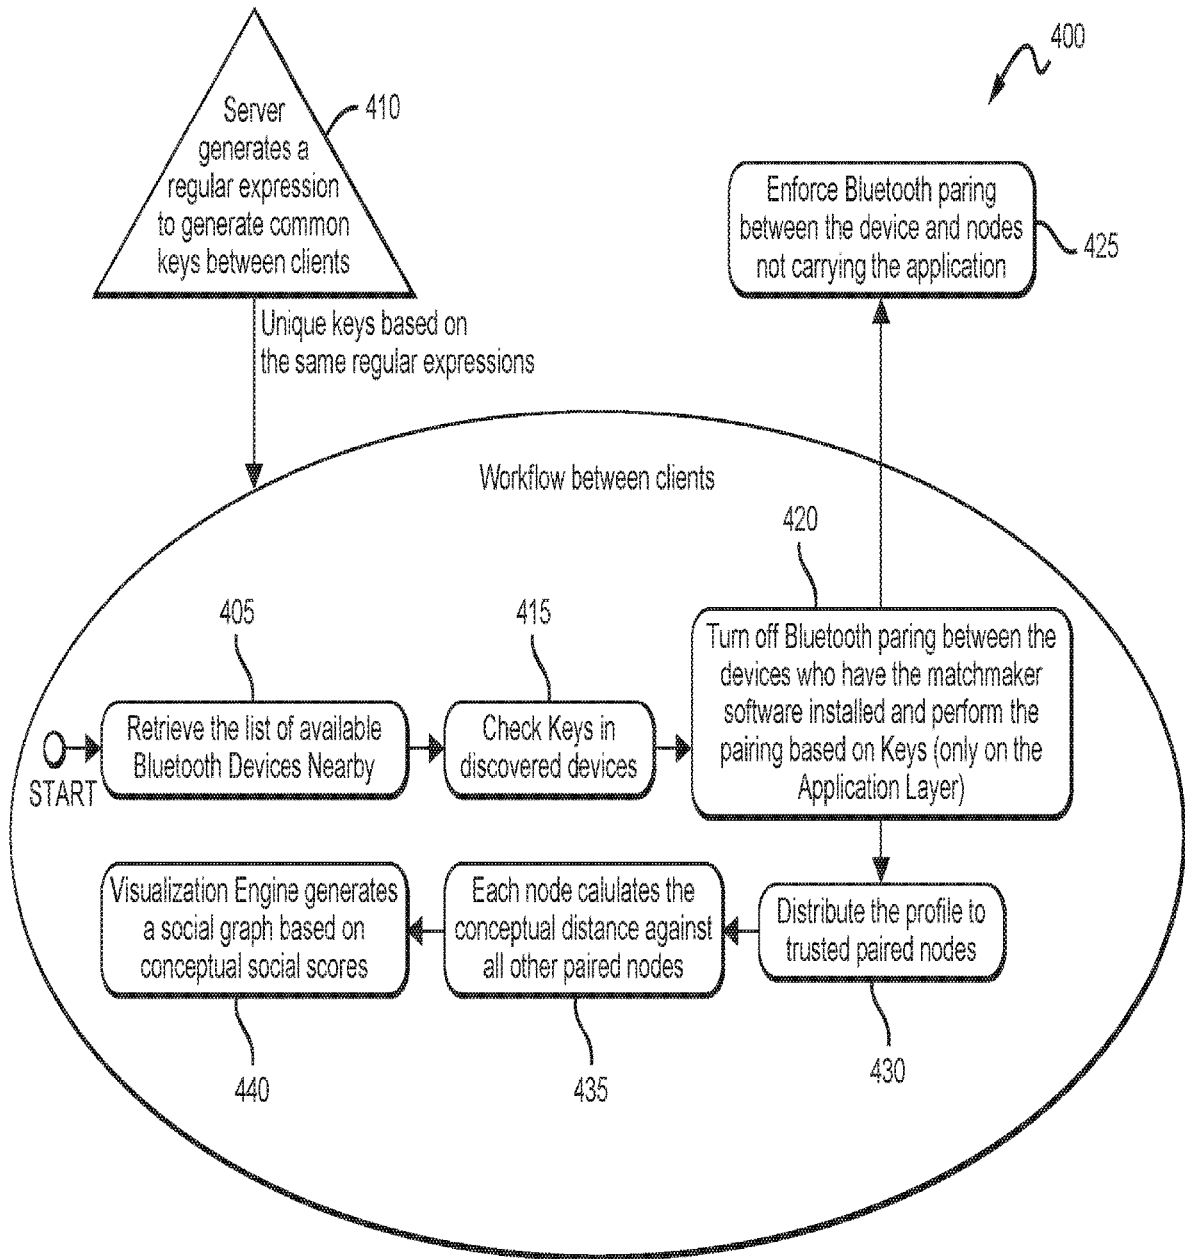 400
Server
generates a
regular expression
to generate common
keys between clients
410
Enforce Bluetooth paring
between the device and nodes
not carrying the application
425
Unique keys based on
the same regular expressions
Workflow between clients
420
405
415
START
Retrieve the list of available
Bluetooth Devices Nearby
Check Keys in
discovered devices
Turn off Bluetooth paring between the
devices who have the matchmaker
software installed and perform the
pairing based on Keys (only on the
Application Layer)
Visualization Engine generates
a social graph based on
conceptual social scores
Each node calulates the
conceptual distance against
all other paired nodes
Distribute the profile to
trusted paired nodes
440
435
430